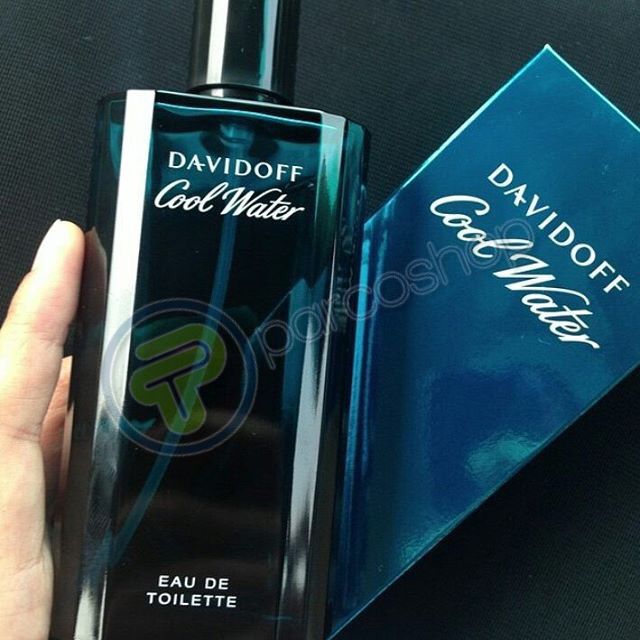 DAVIDOFF
Cool Water
EAU DE
TOILETTE
DAVIDOFF
Cool Water
parcoshop